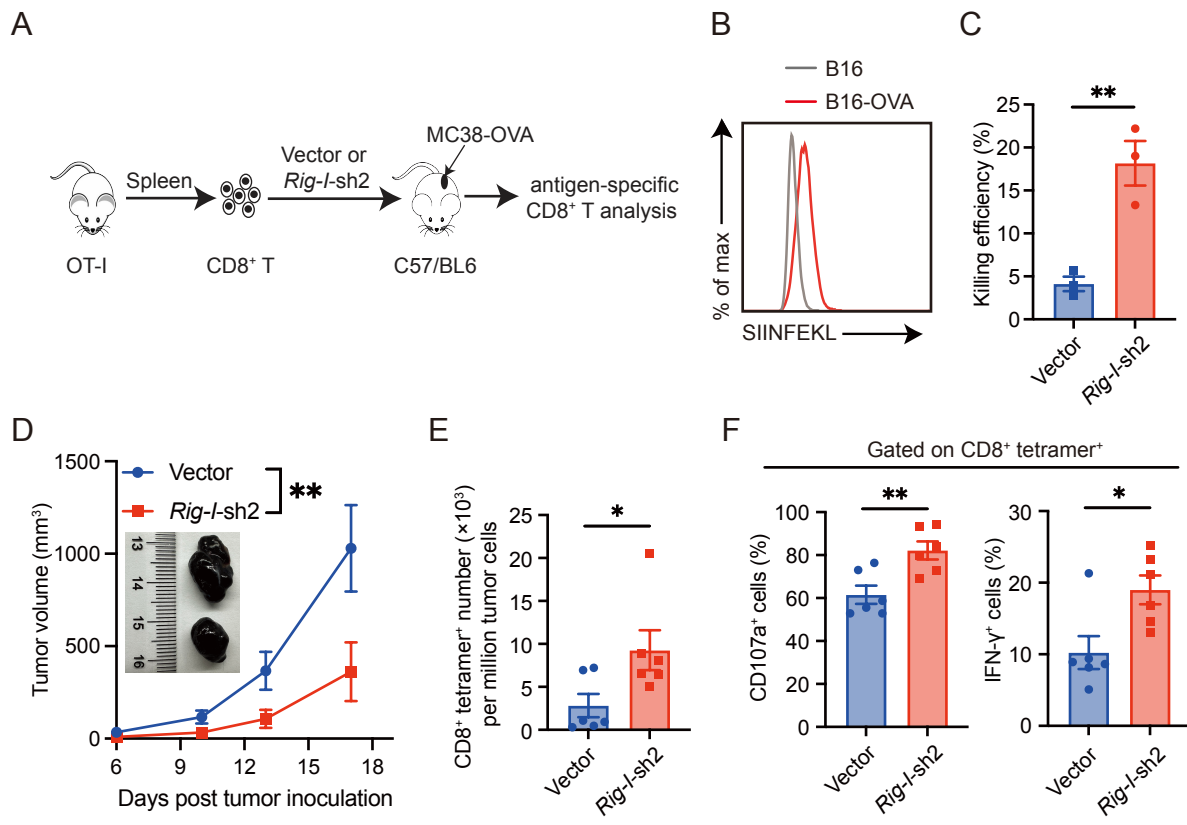 A
OT-I
Spleen
CD8⁺ T
Vector or
Rig-I-sh2
MC38-OVA
C57/BL6
antigen-specific
CD8⁺ T analysis
B
B16
B16-OVA
% of max
SIINFEKL
C
**
Killing efficiency (%)
25
20
15
10
5
0
Vector
Rig-I-sh2
D
Vector
Rig-I-sh2
**
Tumor volume (mm³)
1500
1000
500
0
13
14
15
16
6
9
12
15
18
Days post tumor inoculation
E
*
CD8⁺ tetramer⁺ number (×10³)
per million tumor cells
25
20
15
10
5
0
Vector
Rig-I-sh2
F
Gated on CD8⁺ tetramer⁺
**
CD107a⁺ cells (%)
100
80
60
40
20
0
Vector
Rig-I-sh2
*
IFN-γ⁺ cells (%)
30
20
10
0
Vector
Rig-I-sh2